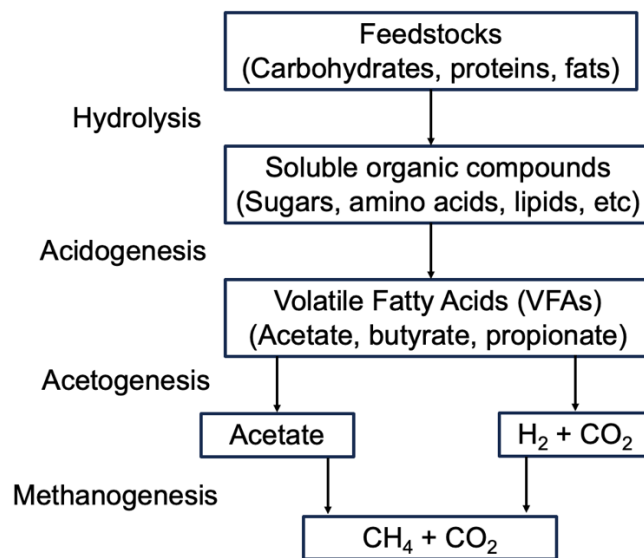 Feedstocks
(Carbohydrates, proteins, fats)
Hydrolysis
Soluble organic compounds
(Sugars, amino acids, lipids, etc)
Acidogenesis
Volatile Fatty Acids (VFAs)
(Acetate, butyrate, propionate)
Acetogenesis
Acetate
H₂ + CO₂
Methanogenesis
CH₄ + CO₂